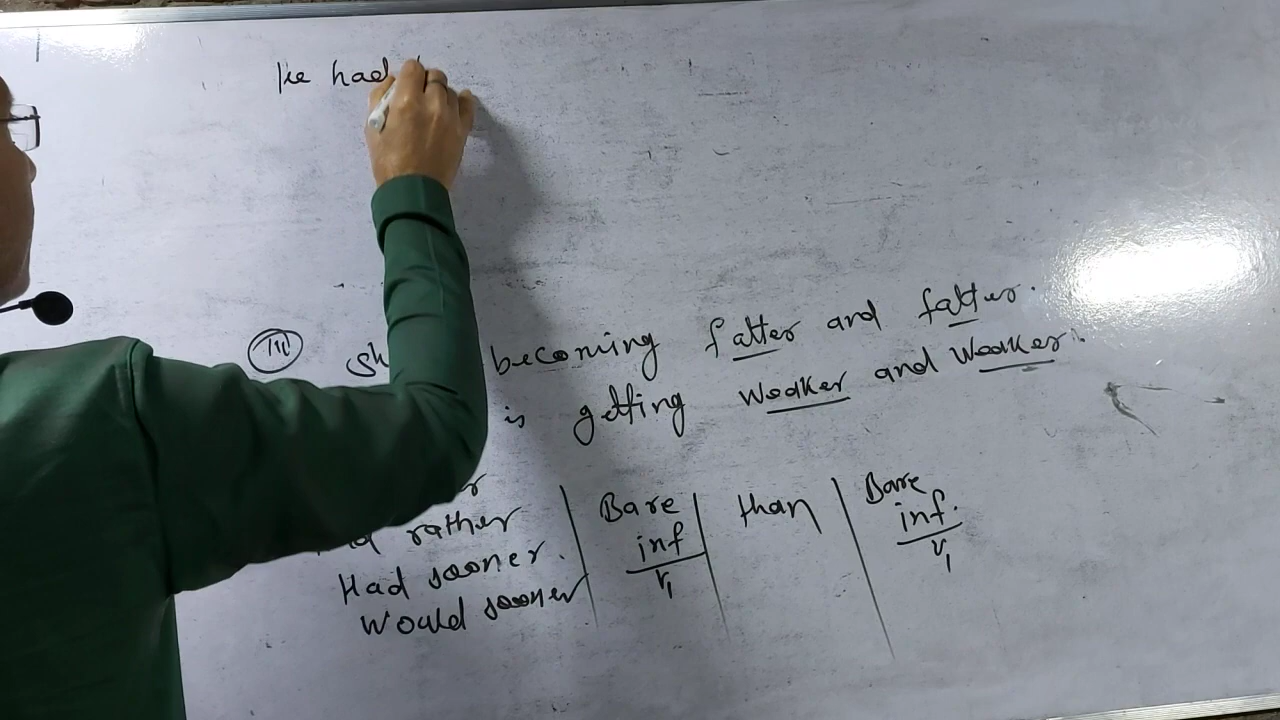 He had
III She becoming fatter and fatter.
is getting Weaker and Weaker.
rather
Had sooner.
Would sooner
Bare inf V1
than
Bare inf. V1